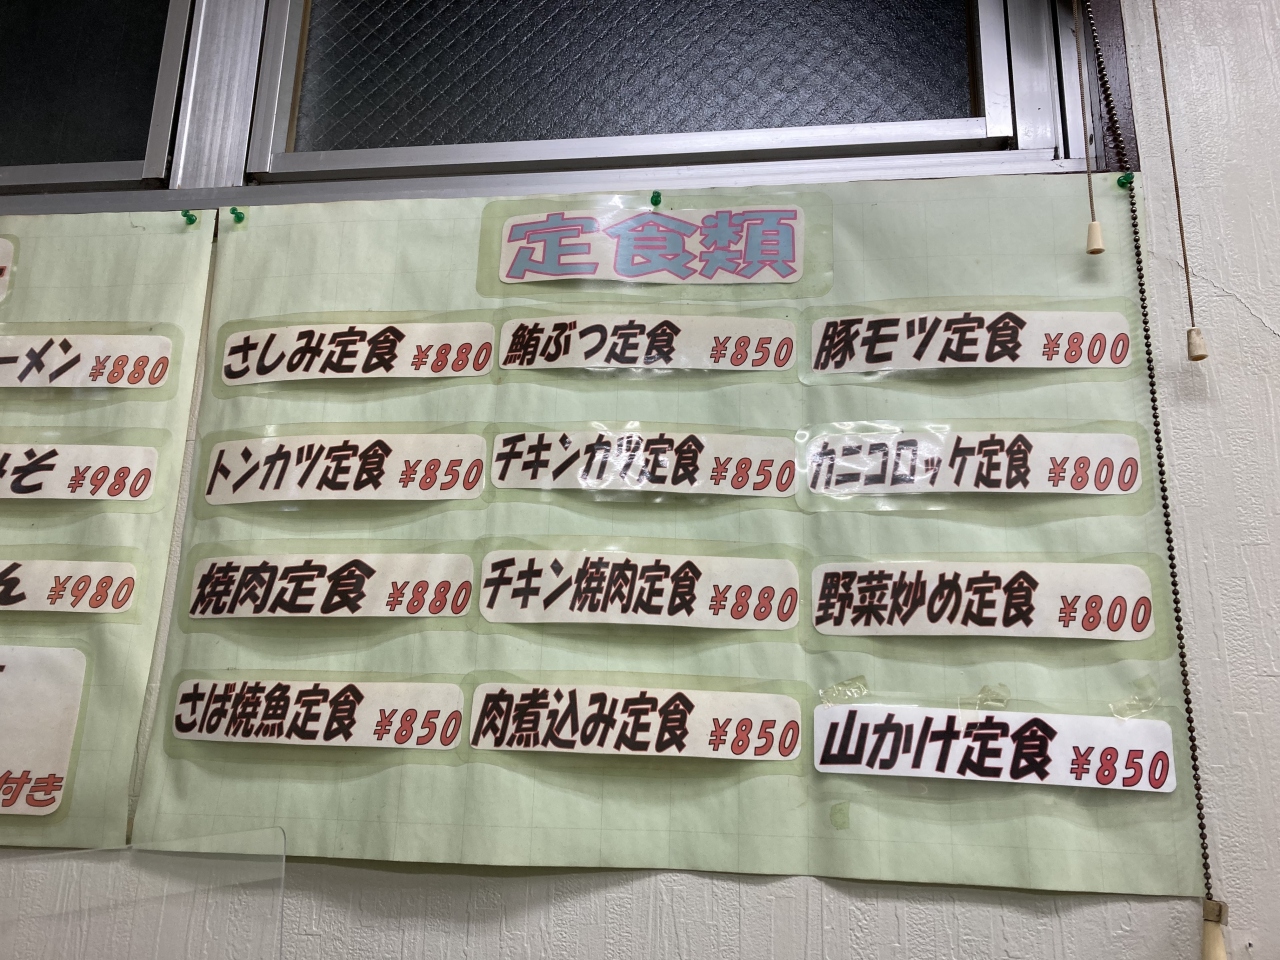 定食類
さしみ定食 ¥880
鮪ぶつ定食 ¥850
豚モツ定食 ¥800
トンカツ定食 ¥850
チキンカツ定食 ¥850
カニコロッケ定食 ¥800
焼肉定食 ¥880
チキン焼肉定食 ¥880
野菜炒め定食 ¥800
さば焼魚定食 ¥850
肉煮込み定食 ¥850
山かけ定食 ¥850
ーメン ¥880
みそ ¥980
ん ¥980
付き